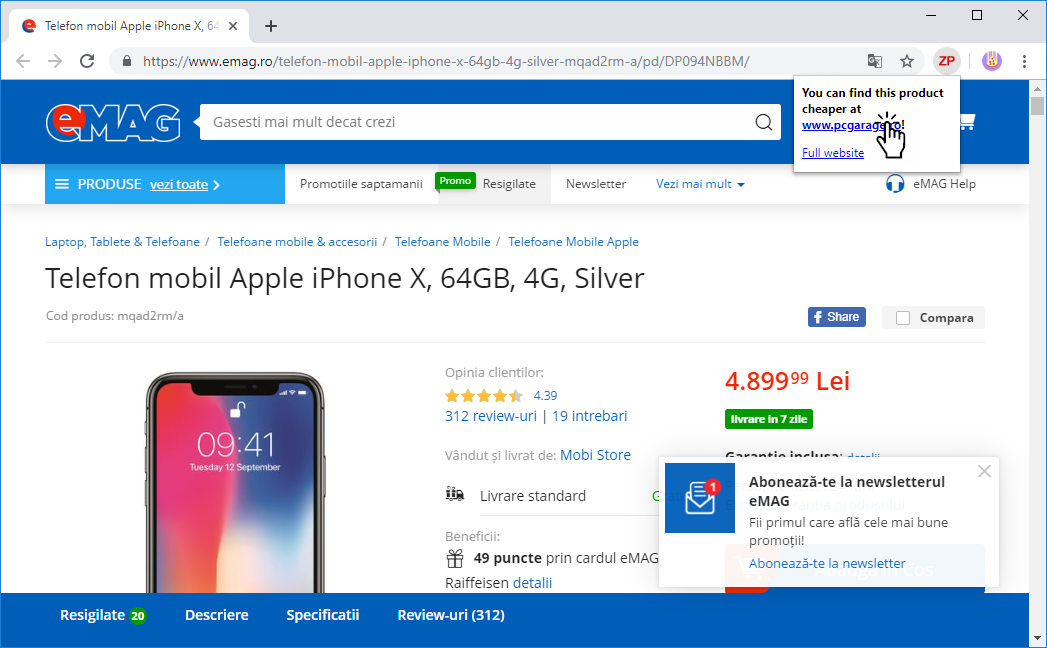 Telefon mobil Apple iPhone X, 64
https://www.emag.ro/telefon-mobil-apple-iphone-x-64gb-4g-silver-mqad2rm-a/pd/DP094NBBM/
ZP
You can find this product
cheaper at
www.pcgarage.ro!
Full website
eMAG
Gasesti mai mult decat crezi
PRODUSE vezi toate
Promotiile saptamanii
Promo
Resigilate
Newsletter
Vezi mai mult
eMAG Help
Laptop, Tablete & Telefoane / Telefoane mobile & accesorii / Telefoane Mobile / Telefoane Mobile Apple
Telefon mobil Apple iPhone X, 64GB, 4G, Silver
Cod produs: mqad2rm/a
Share
Compara
09:41
Tuesday 12 September
Opinia clientilor:
4.39
312 review-uri | 19 intrebari
Vândut și livrat de: Mobi Store
Livrare standard
Beneficii:
49 puncte prin cardul eMAG
Raiffeisen detalii
4.899⁹⁹ Lei
livrare in 7 zile
Garantie inclusa: detalii
1
Abonează-te la newsletterul
eMAG
Fii primul care află cele mai bune
promoții!
Abonează-te la newsletter
Adauga in Cos
Resigilate 20
Descriere
Specificatii
Review-uri (312)